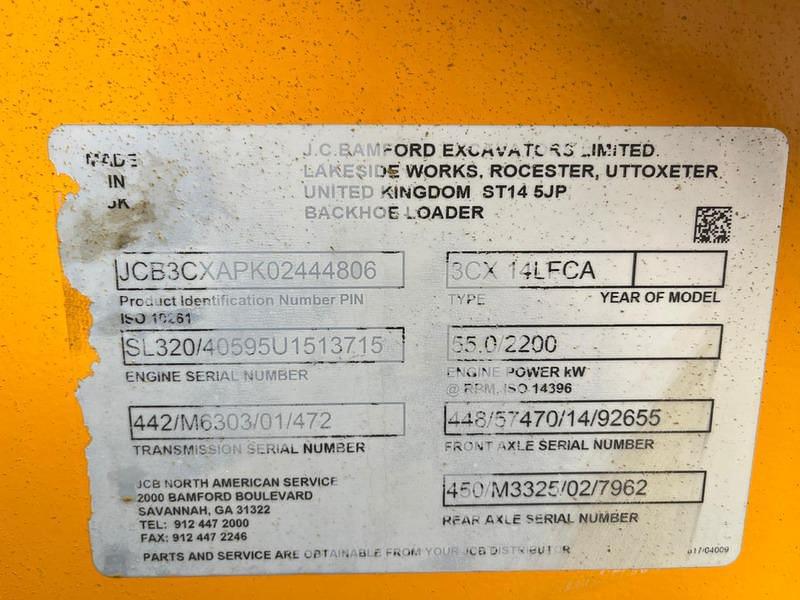 MADE
IN
UK
J.C.BAMFORD EXCAVATORS LIMITED.
LAKESIDE WORKS, ROCESTER, UTTOXETER
UNITED KINGDOM ST14 5JP
BACKHOE LOADER
JCB3CXAPK02444806
Product Identification Number PIN
ISO 10261
3CX 14LFCA
TYPE
YEAR OF MODEL
SL320/40595U1513715
ENGINE SERIAL NUMBER
55.0/2200
ENGINE POWER kW
@ RPM, ISO 14396
442/M6303/01/472
TRANSMISSION SERIAL NUMBER
448/57470/14/92655
FRONT AXLE SERIAL NUMBER
JCB NORTH AMERICAN SERVICE
2000 BAMFORD BOULEVARD
SAVANNAH, GA 31322
TEL: 912 447 2000
FAX: 912 447 2246
450/M3325/02/7962
REAR AXLE SERIAL NUMBER
PARTS AND SERVICE ARE OBTAINABLE FROM YOUR JCB DISTRIBUTOR
817/04009